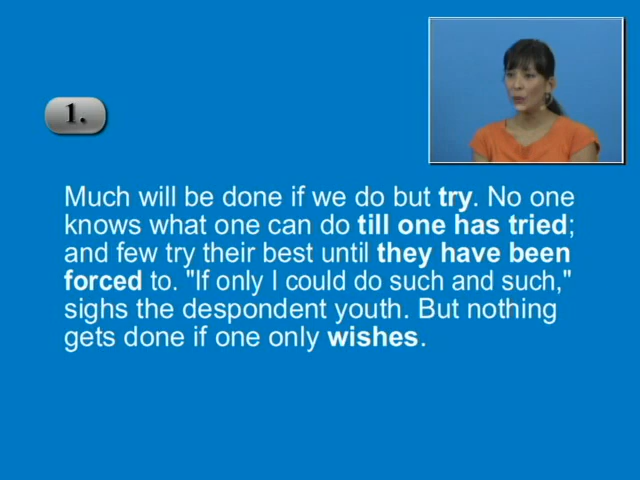 1.
Much will be done if we do but try. No one
knows what one can do till one has tried;
and few try their best until they have been
forced to. "If only I could do such and such,"
sighs the despondent youth. But nothing
gets done if one only wishes.